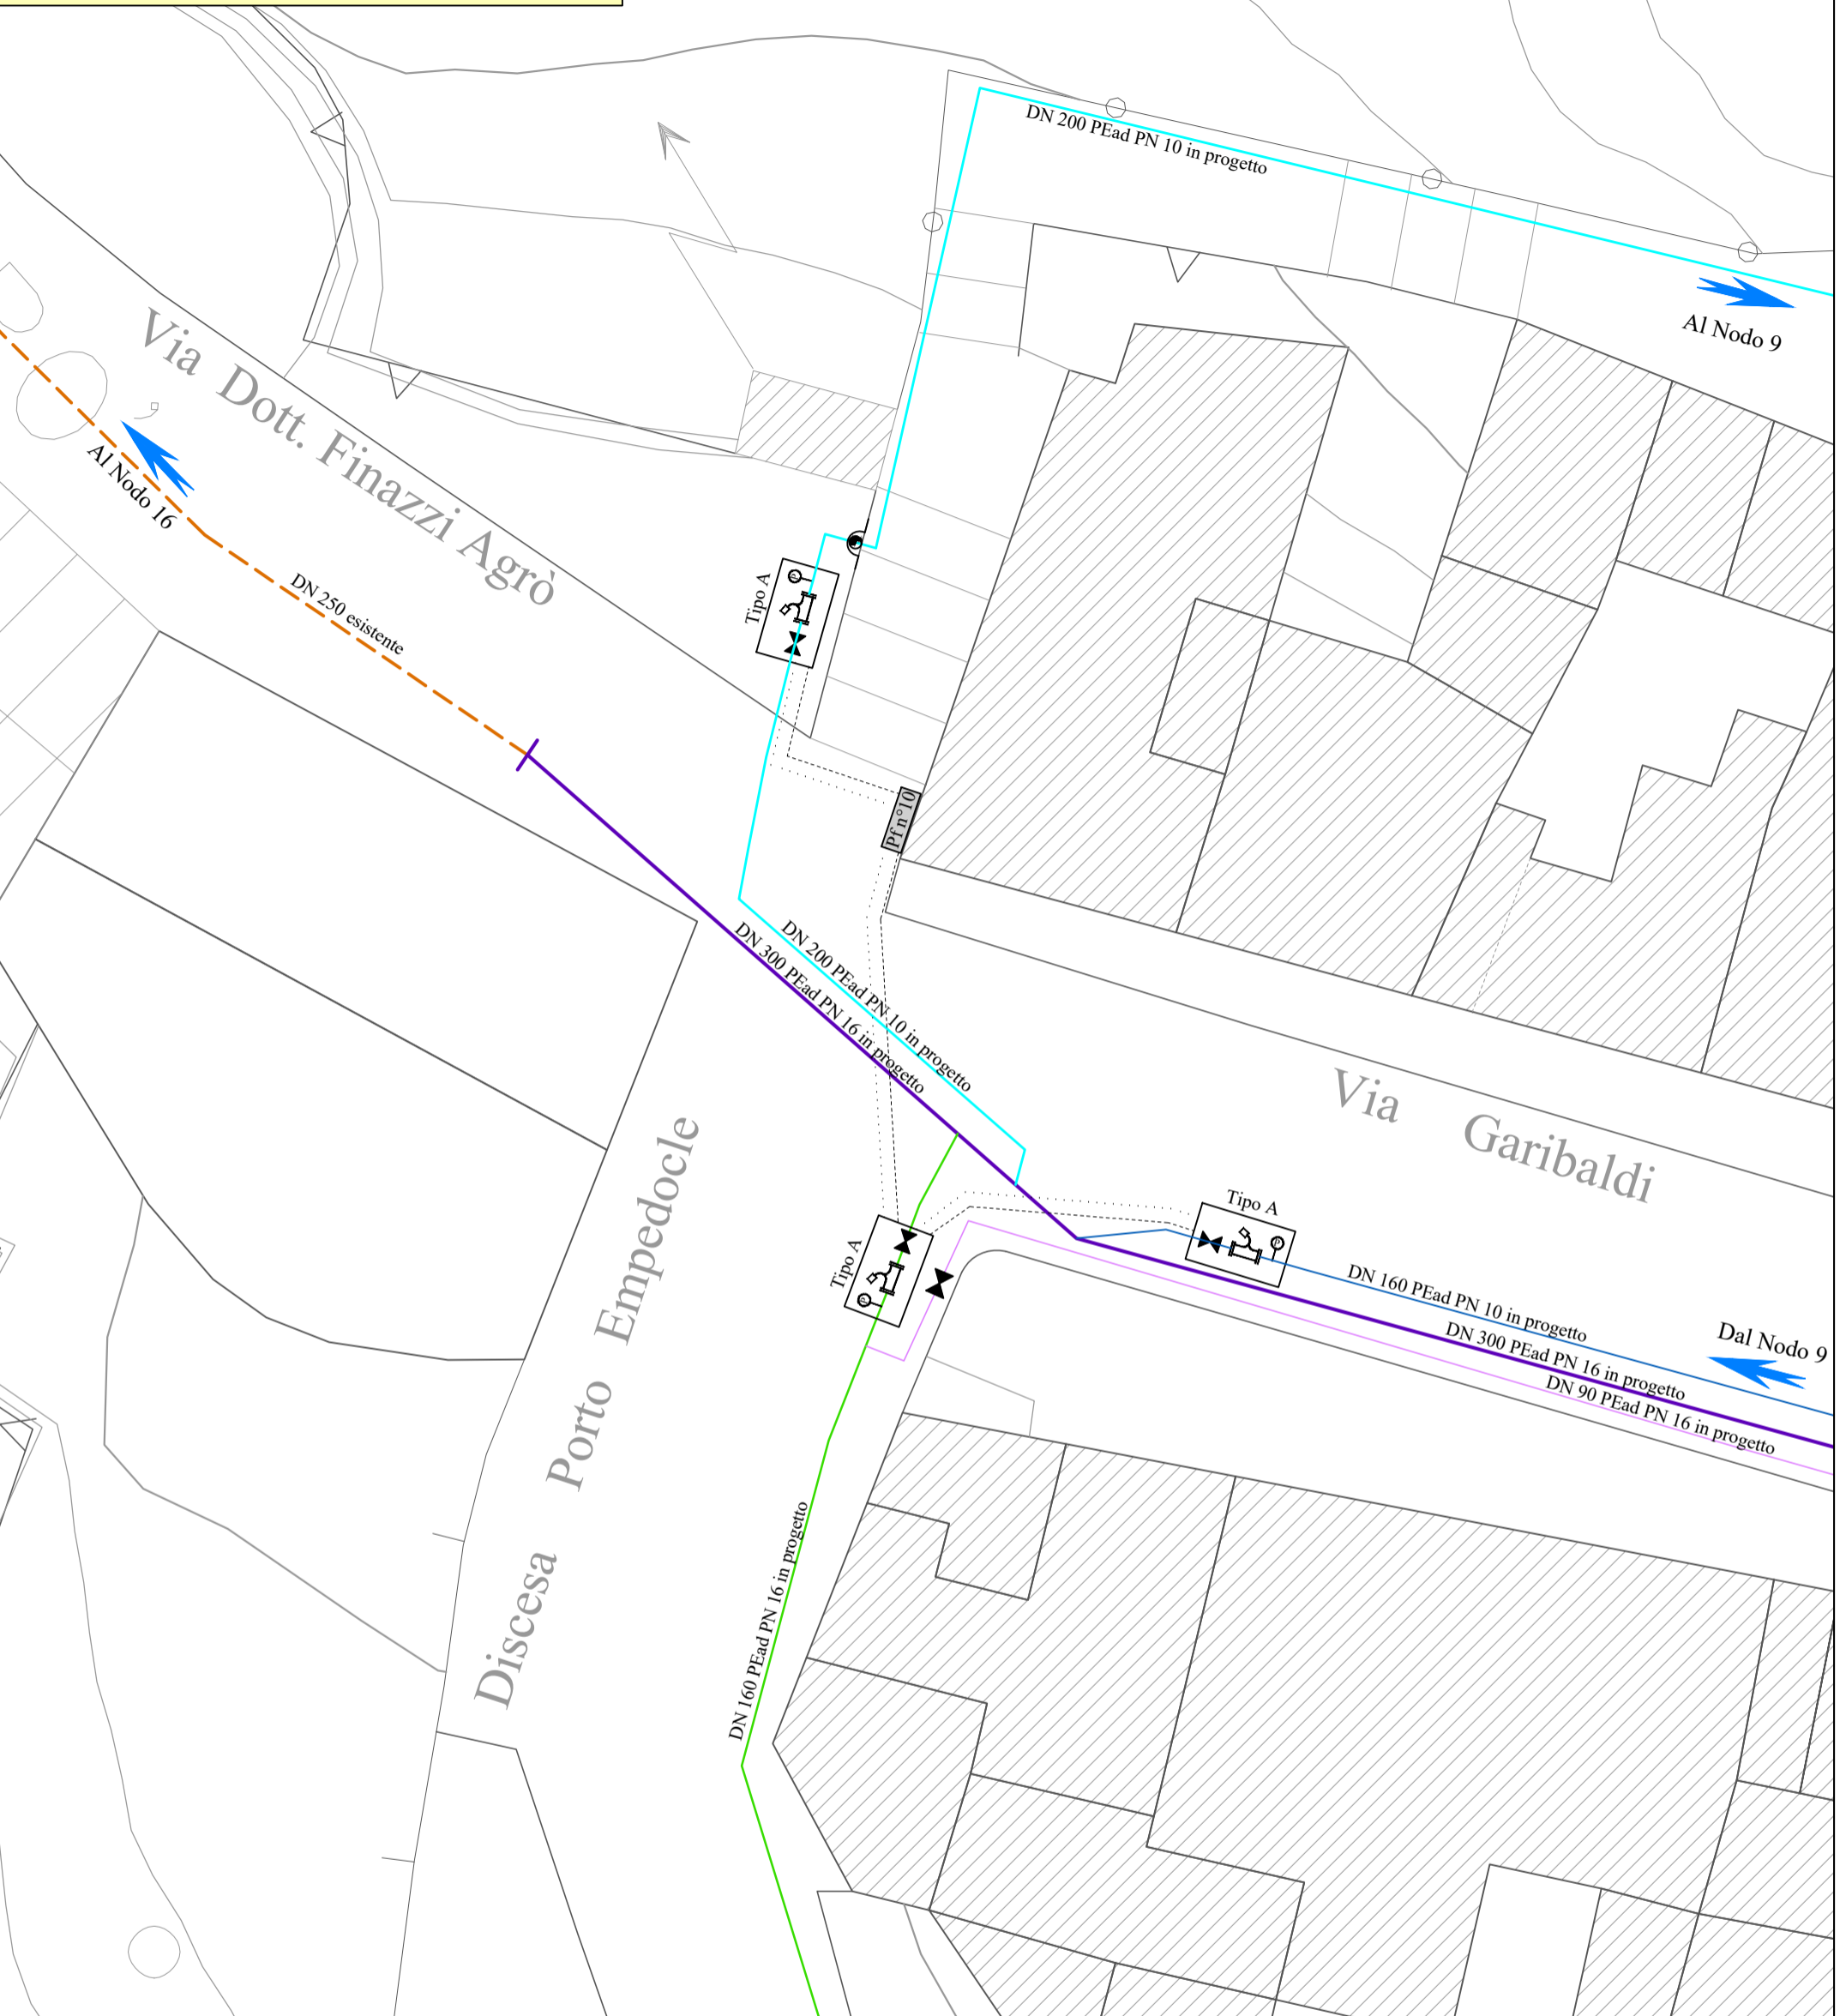 DN 200 PEad PN 10 in progetto
Al Nodo 9
Via Dott. Finazzi Agrò
Al Nodo 16
DN 250 esistente
Tipo A
P
Pf n°10
DN 200 PEad PN 10 in progetto
DN 300 PEad PN 16 in progetto
Via Garibaldi
Tipo A
P
Tipo A
P
DN 160 PEad PN 10 in progetto
DN 300 PEad PN 16 in progetto
DN 90 PEad PN 16 in progetto
Dal Nodo 9
Discesa Porto Empedocle
DN 160 PEad PN 16 in progetto